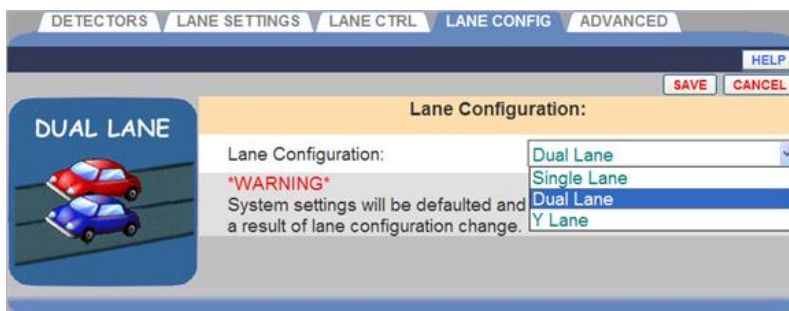 DETECTORS LANE SETTINGS LANE CTRL LANE CONFIG ADVANCED
HELP
SAVE CANCEL
DUAL LANE
Lane Configuration:
Lane Configuration: Dual Lane
Single Lane
Dual Lane
Y Lane
*WARNING*
System settings will be defaulted and
a result of lane configuration change.